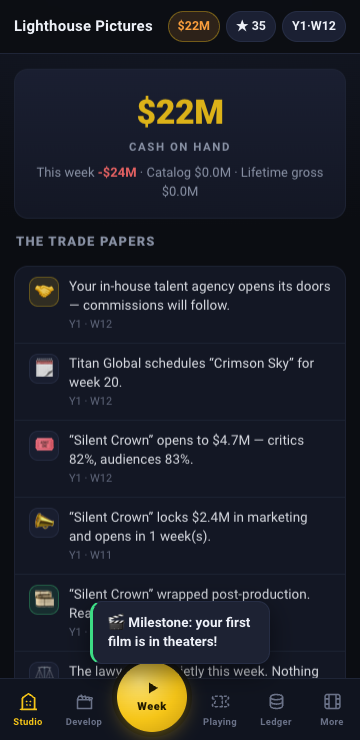 Lighthouse Pictures
$22M
★ 35
Y1·W12
$22M
CASH ON HAND
This week -$24M · Catalog $0.0M · Lifetime gross
$0.0M
THE TRADE PAPERS
Your in-house talent agency opens its doors
— commissions will follow.
Y1 · W12
Titan Global schedules “Crimson Sky” for
week 20.
Y1 · W12
“Silent Crown” opens to $4.7M — critics
82%, audiences 83%.
Y1 · W12
“Silent Crown” locks $2.4M in marketing
and opens in 1 week(s).
Y1 · W11
“Silent Crown” wrapped post-production.
Y1
Milestone: your first
film is in theaters!
The lawy
ietly this week. Nothing
Studio
Develop
Week
Playing
Ledger
More